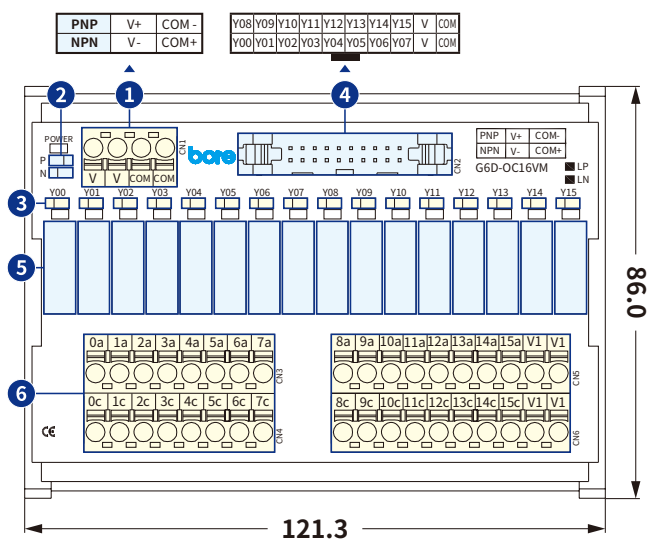 PNP V+ COM -
NPN V- COM+
Y08 Y09 Y10 Y11 Y12 Y13 Y14 Y15 V COM
Y00 Y01 Y02 Y03 Y04 Y05 Y06 Y07 V COM
2 1 4
POWER
P
N
V V COM COM
CN1
bore
CN2
PNP V+ COM-
NPN V- COM+
G6D-OC16VM
LP
LN
3
Y00 Y01 Y02 Y03 Y04 Y05 Y06 Y07 Y08 Y09 Y10 Y11 Y12 Y13 Y14 Y15
5
86.0
0a 1a 2a 3a 4a 5a 6a 7a
CN3
8a 9a 10a 11a 12a 13a 14a 15a V1 V1
CN5
6
0c 1c 2c 3c 4c 5c 6c 7c
CN4
8c 9c 10c 11c 12c 13c 14c 15c V1 V1
CN6
CE
121.3